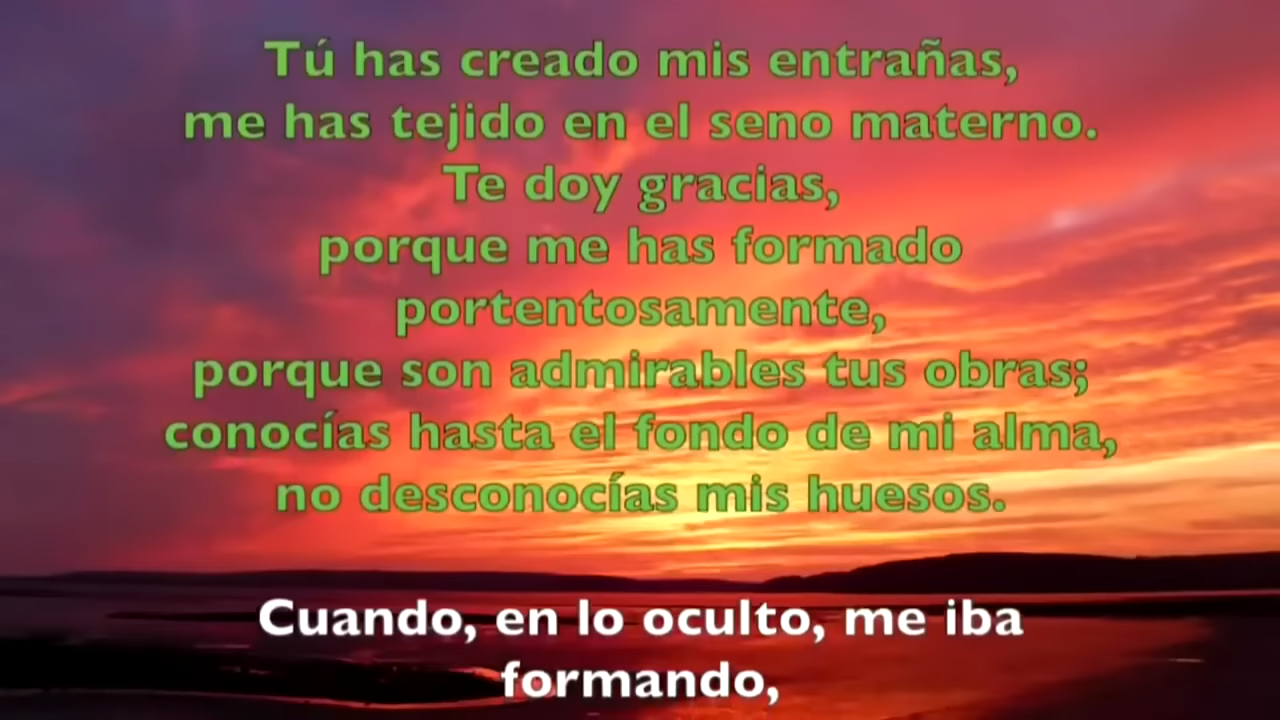 Tú has creado mis entrañas,
me has tejido en el seno materno.
Te doy gracias,
porque me has formado
portentosamente,
porque son admirables tus obras;
conocías hasta el fondo de mi alma,
no desconocías mis huesos.
Cuando, en lo oculto, me iba
formando,